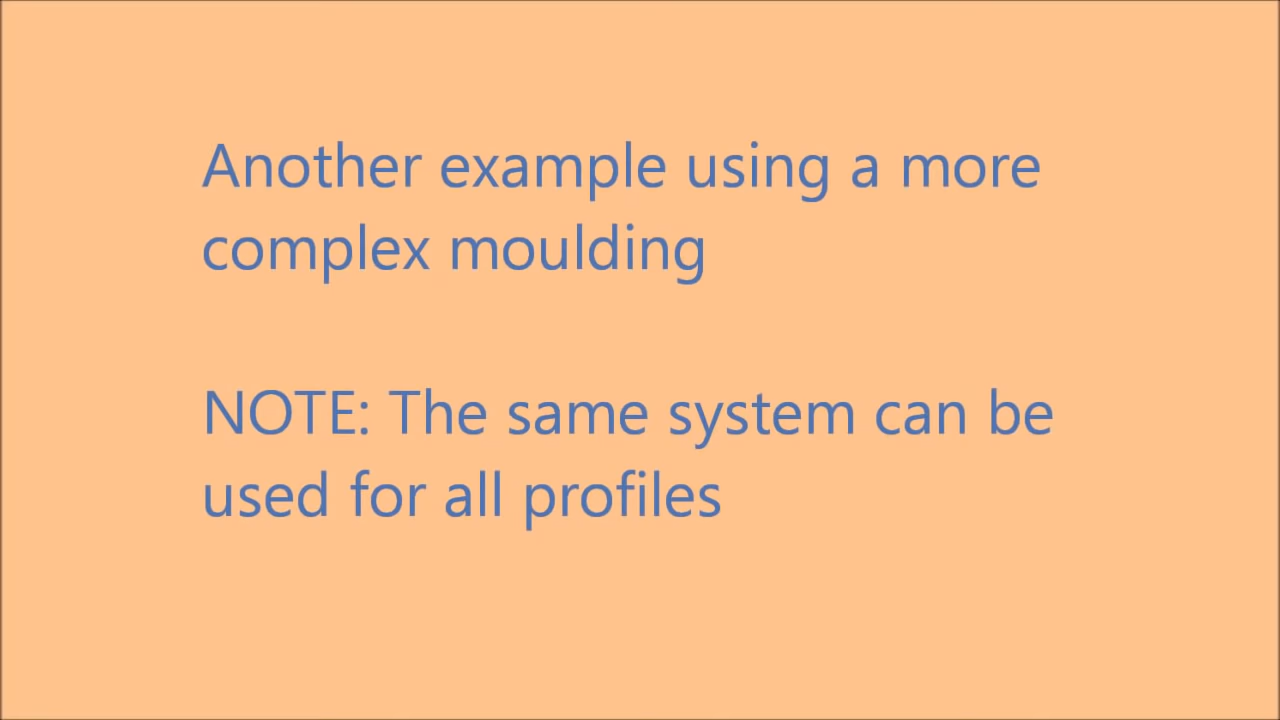 Another example using a more
complex moulding
NOTE: The same system can be
used for all profiles